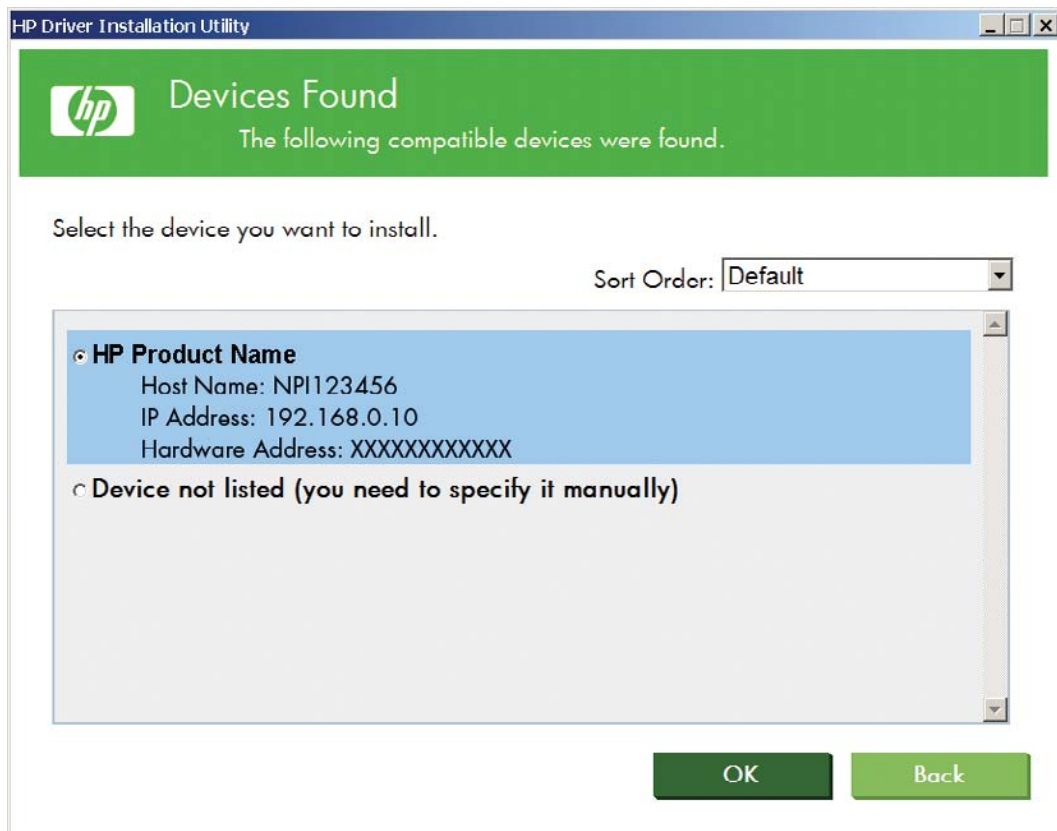 HP Driver Installation Utility
hp
Devices Found
The following compatible devices were found.
Select the device you want to install.
Sort Order: Default
HP Product Name
Host Name: NPI123456
IP Address: 192.168.0.10
Hardware Address: XXXXXXXXXXXX
Device not listed (you need to specify it manually)
OK
Back